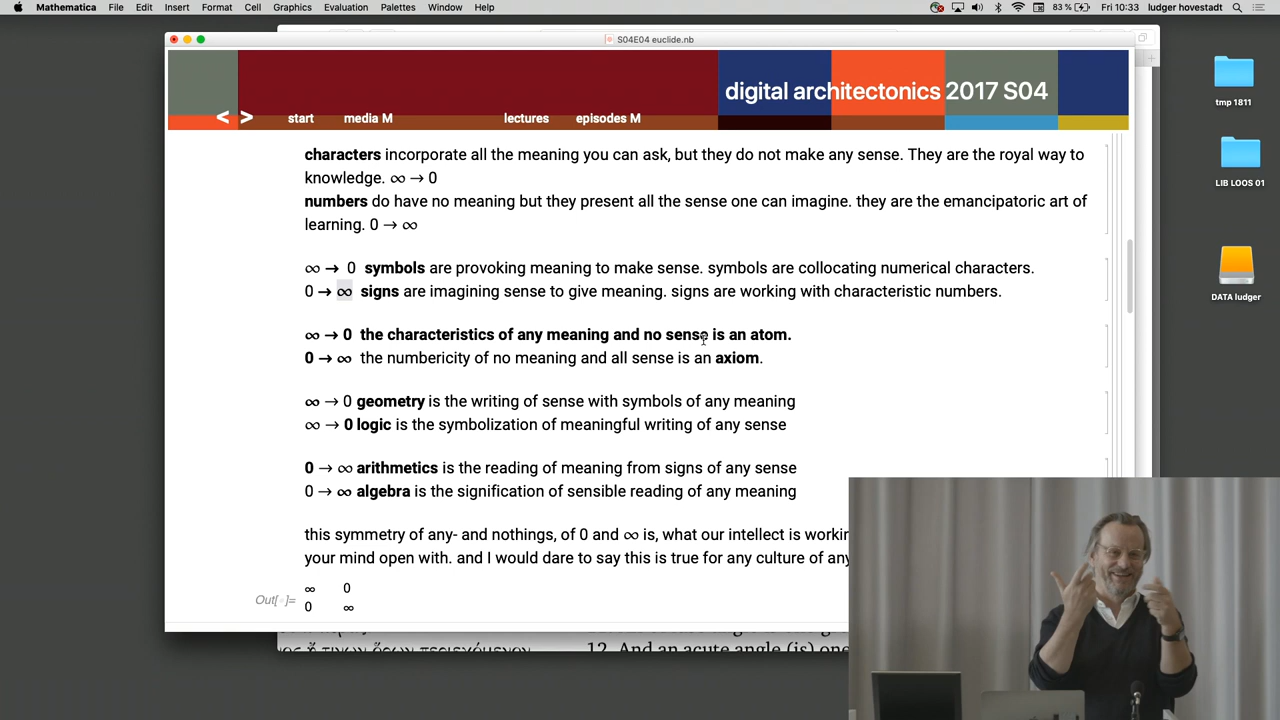 Mathematica File Edit Insert Format Cell Graphics Evaluation Palettes Window Help 83 % Fri 10:33 ludger hovestadt
S04E04 euclide.nb
digital architectonics 2017 S04
< > start media M lectures episodes M
characters incorporate all the meaning you can ask, but they do not make any sense. They are the royal way to
knowledge. ∞ → 0
numbers do have no meaning but they present all the sense one can imagine. they are the emancipatoric art of
learning. 0 → ∞
∞ → 0 symbols are provoking meaning to make sense. symbols are collocating numerical characters.
0 → ∞ signs are imagining sense to give meaning. signs are working with characteristic numbers.
∞ → 0 the characteristics of any meaning and no sense is an atom.
0 → ∞ the numbericity of no meaning and all sense is an axiom.
∞ → 0 geometry is the writing of sense with symbols of any meaning
∞ → 0 logic is the symbolization of meaningful writing of any sense
0 → ∞ arithmetics is the reading of meaning from signs of any sense
0 → ∞ algebra is the signification of sensible reading of any meaning
this symmetry of any- and nothings, of 0 and ∞ is, what our intellect is
your mind open with. and I would dare to say this is true for any culture of
Out[ ]=
∞ 0
0 ∞
12. And an acute angle (is) one
tmp 1811
LIB LOOS 01
DATA ludger